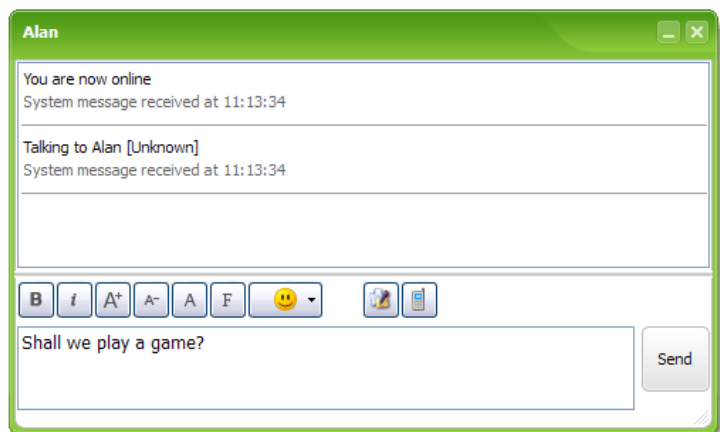 Alan
You are now online
System message received at 11:13:34
Talking to Alan [Unknown]
System message received at 11:13:34
B i A+ A- A F
Shall we play a game?
Send